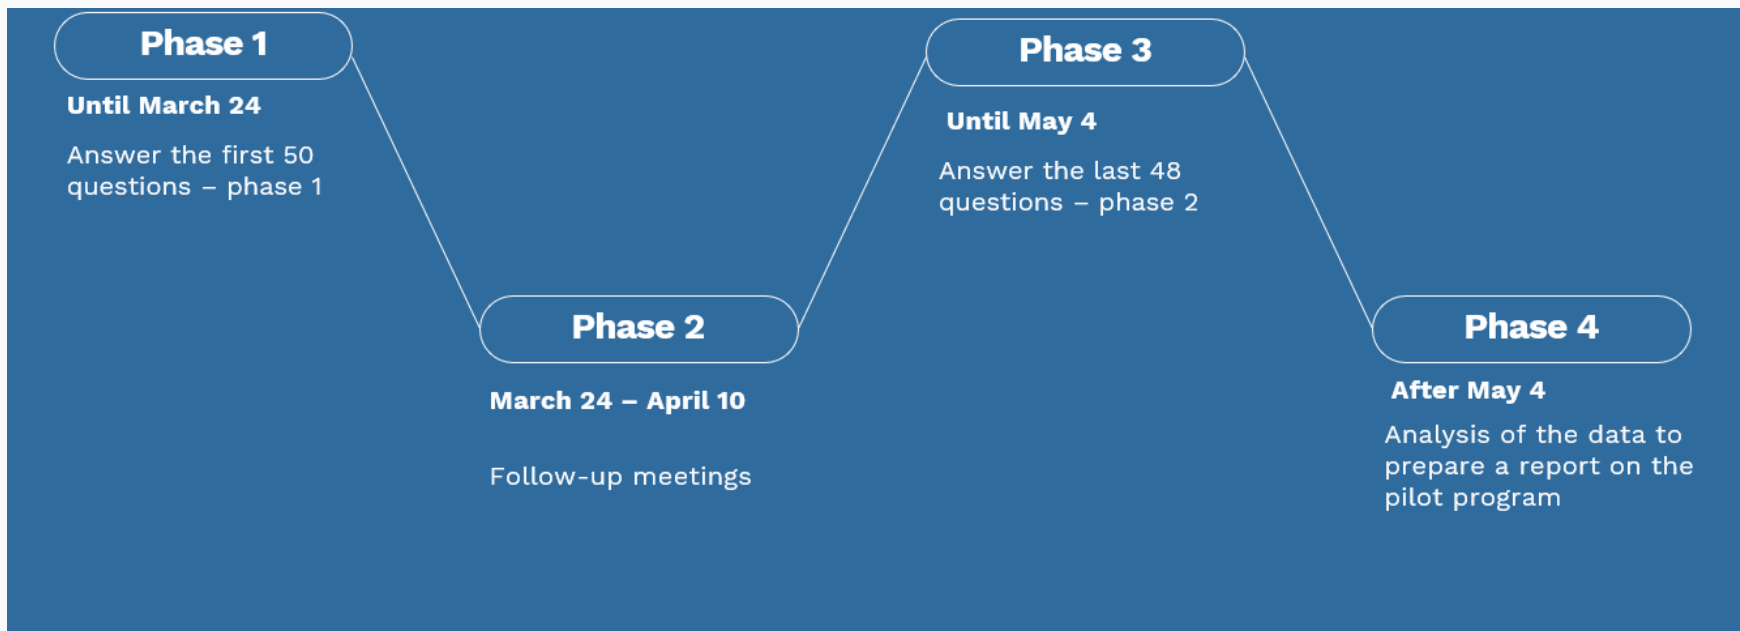 Phase 1
Until March 24
Answer the first 50
questions – phase 1
Phase 2
March 24 – April 10
Follow-up meetings
Phase 3
Until May 4
Answer the last 48
questions – phase 2
Phase 4
After May 4
Analysis of the data to
prepare a report on the
pilot program